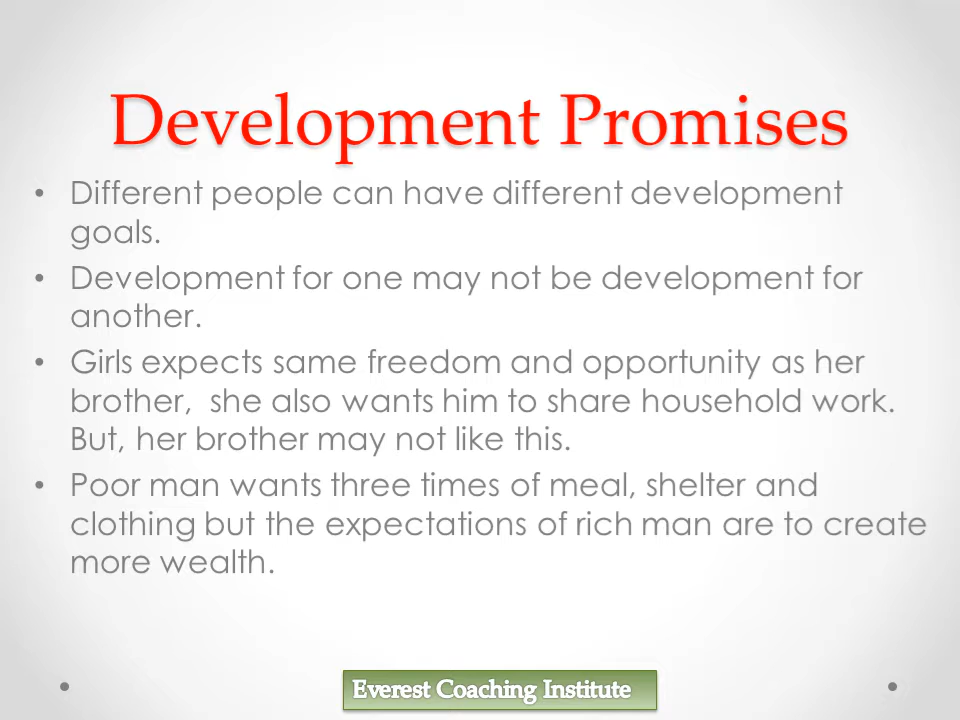 Development Promises
• Different people can have different development
goals.
• Development for one may not be development for
another.
• Girls expects same freedom and opportunity as her
brother,  she also wants him to share household work.
But, her brother may not like this.
• Poor man wants three times of meal, shelter and
clothing but the expectations of rich man are to create
more wealth.
Everest Coaching Institute